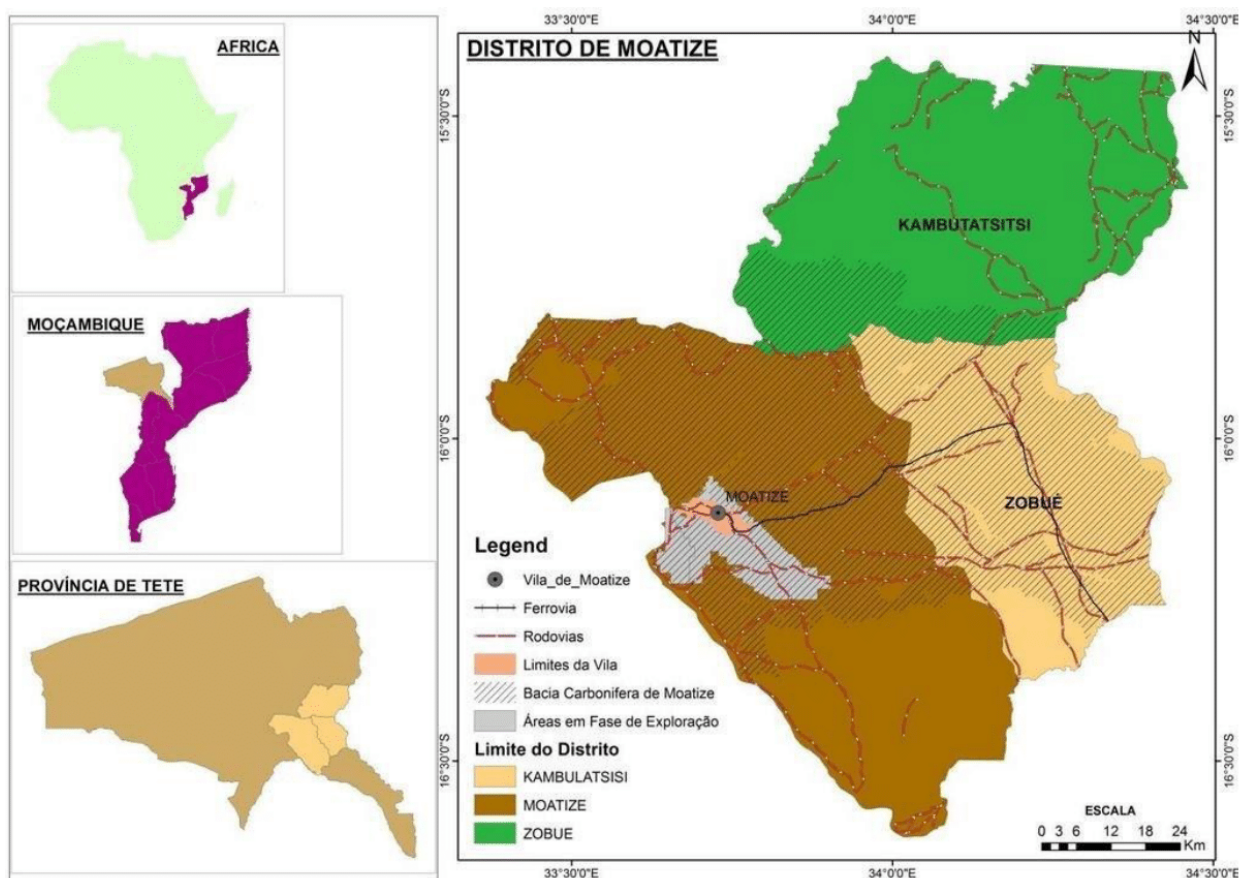 AFRICA
MOÇAMBIQUE
PROVÍNCIA DE TETE
33°30'0"E
34°0'0"E
34°30'0"E
DISTRITO DE MOATIZE
N
15°30'0"S
15°30'0"S
KAMBUTATSITSI
16°0'0"S
16°0'0"S
MOATIZE
ZOBUÉ
Legend
Vila_de_Moatize
Ferrovia
Rodovias
Limites da Vila
Bacia Carbonifera de Moatize
Áreas em Fase de Exploração
Limite do Distrito
KAMBULATSISI
MOATIZE
ZOBUE
16°30'0"S
16°30'0"S
ESCALA
0 3 6 12 18 24
Km
33°30'0"E
34°0'0"E
34°30'0"E